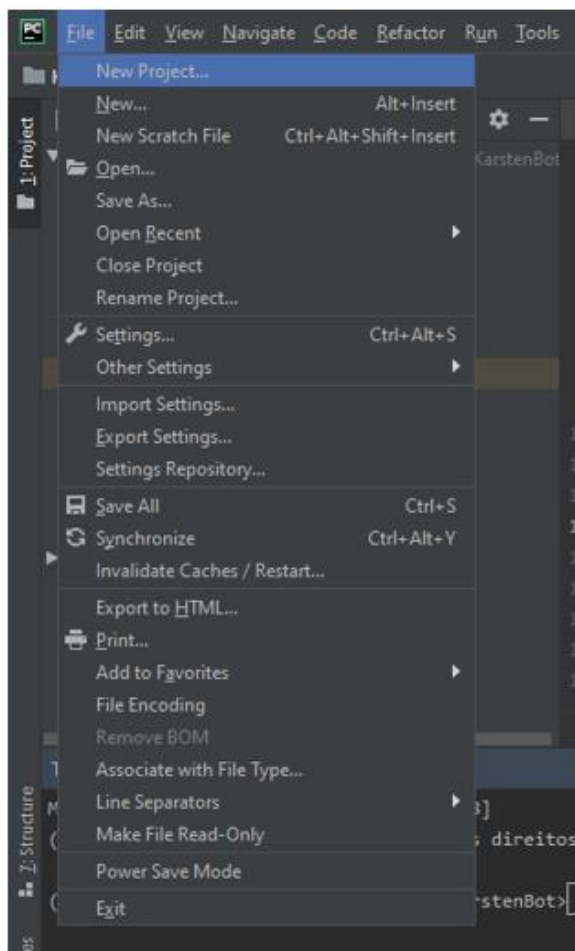 PC File Edit View Navigate Code Refactor Run Tools
New Project...
1: Project
New... Alt+Insert
New Scratch File Ctrl+Alt+Shift+Insert
Open... KarstenBot
Save As...
Open Recent
Close Project
Rename Project...
Settings... Ctrl+Alt+S
Other Settings
Import Settings...
Export Settings...
Settings Repository...
Save All Ctrl+S
Synchronize Ctrl+Alt+Y
Invalidate Caches / Restart...
Export to HTML...
Print...
Add to Favorites
File Encoding
Remove BOM
Associate with File Type...
Line Separators
Make File Read-Only
direitos
Power Save Mode
Exit
rstenBot>
Z: Structure